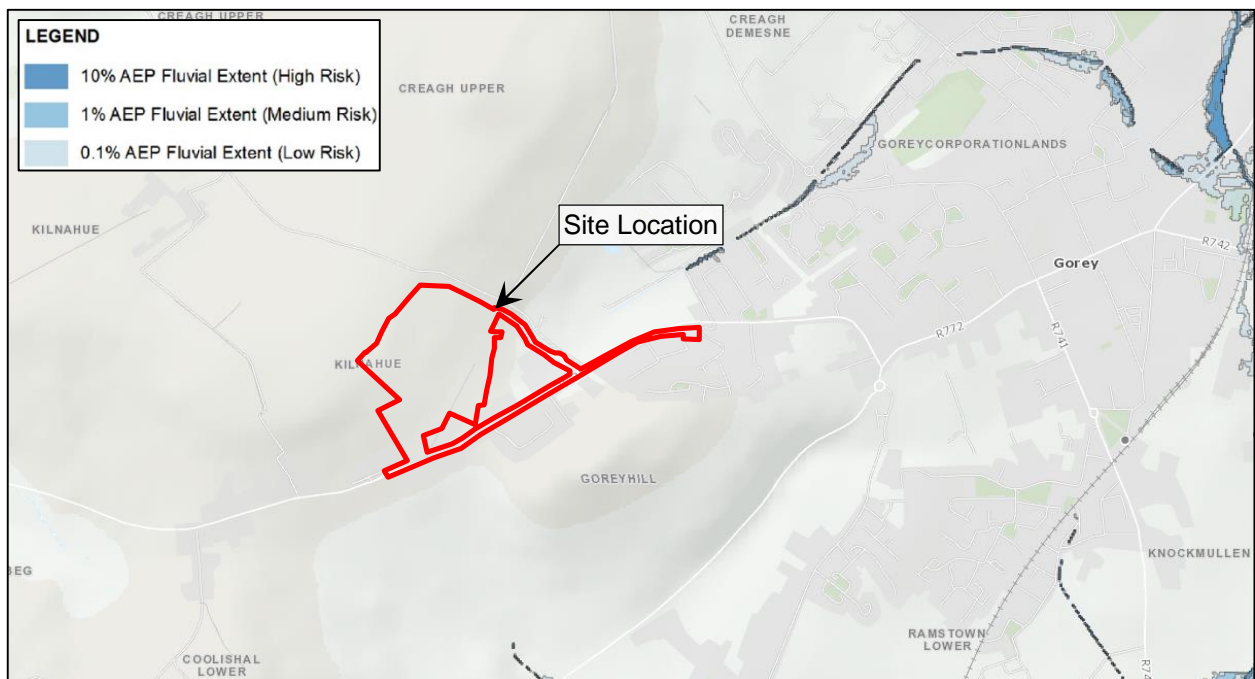 CREAGH UPPER
LEGEND
10% AEP Fluvial Extent (High Risk)
1% AEP Fluvial Extent (Medium Risk)
0.1% AEP Fluvial Extent (Low Risk)
CREAGH
DEMESNE
CREAGH UPPER
GOREYCORPORATIONLANDS
KILNAHUE
Site Location
R742
Gorey
R772
R741
KILNAHUE
GOREYHILL
KNOCKMULLEN
BEG
RAMSTOWN
LOWER
COOLISHAL
LOWER